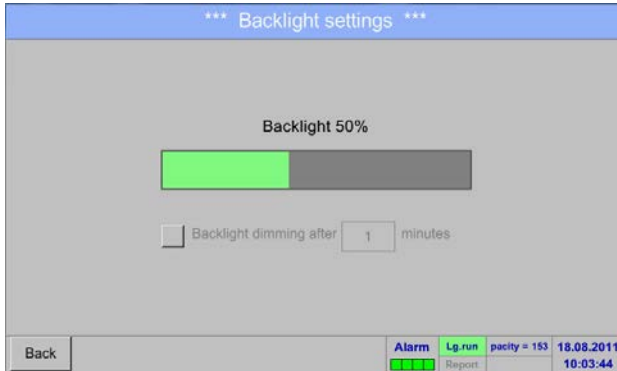 *** Backlight settings ***
Backlight 50%
Backlight dimming after 1 minutes
Back
Alarm Lg.run pacity = 153 18.08.2011
Report 10:03:44